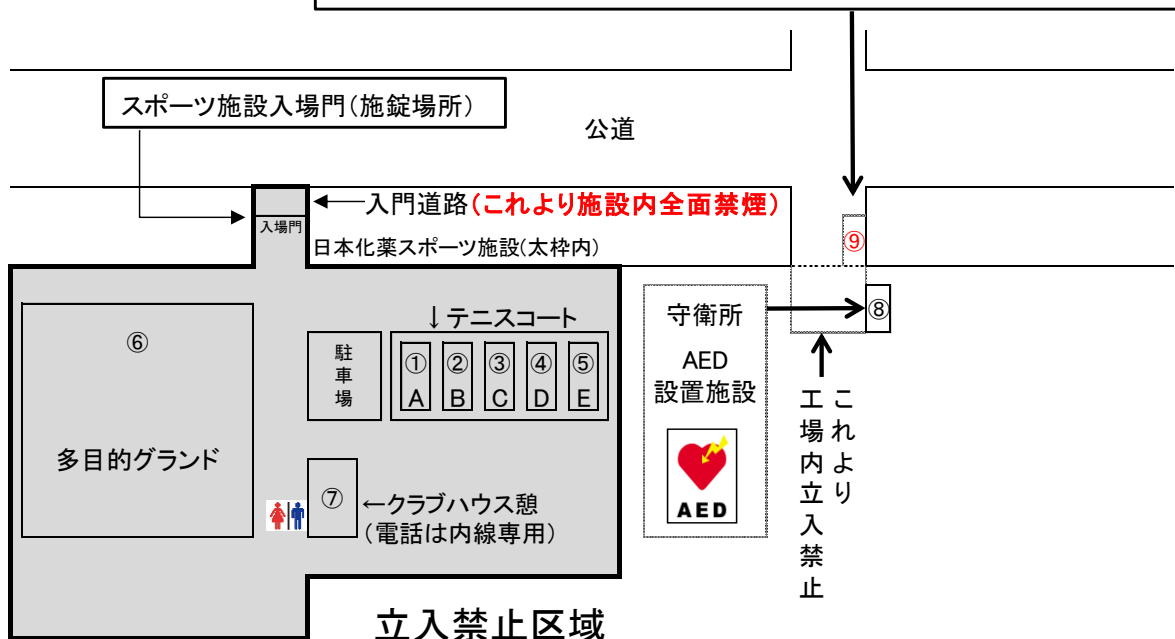 スポーツ施設入場門(施錠場所)
公道
←入門道路(これより施設内全面禁煙)
入場門
日本化薬スポーツ施設(太枠内)
⑨
守衛所
⑧
AED
設置施設
AED
これより
工場内立入禁止
↓テニスコート
⑥
駐車場
① ② ③ ④ ⑤
A B C D E
多目的グランド
⑦
←クラブハウス憩
(電話は内線専用)
立入禁止区域